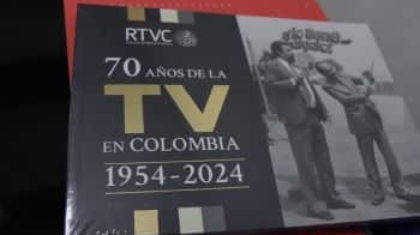 RTVC
70 AÑOS DE LA
TV
EN COLOMBIA
1954-2024